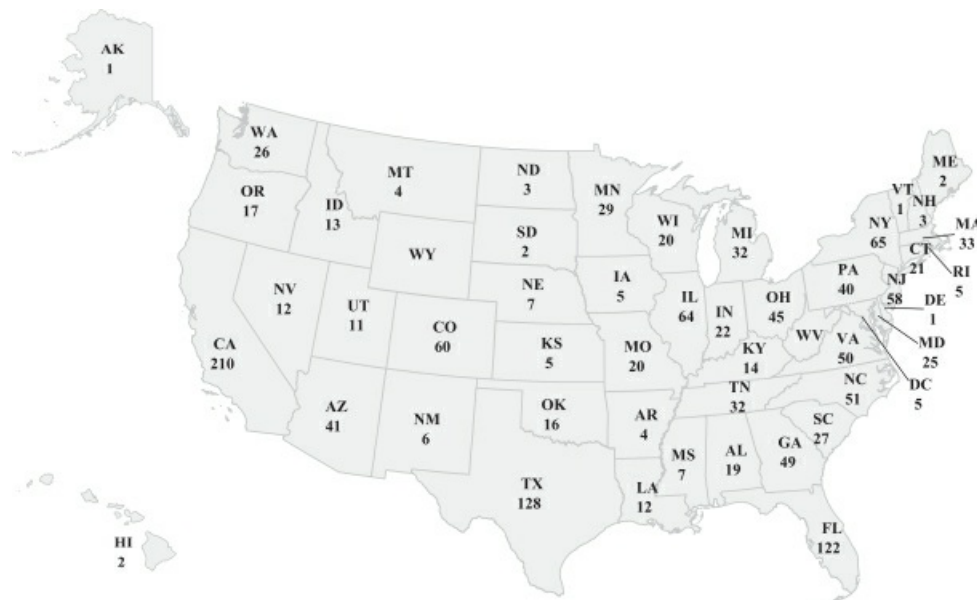 AK
1
WA
26
MT
4
ND
3
MN
29
ME
2
VT
1
NH
3
OR
17
ID
13
SD
2
WI
20
MI
32
NY
65
MA
33
CT
21
RI
5
WY
NE
7
IA
5
PA
40
NJ
58
DE
1
NV
12
UT
11
CO
60
IL
64
IN
22
OH
45
MD
25
CA
210
KS
5
MO
20
KY
14
WV
VA
50
DC
5
AZ
41
NM
6
OK
16
AR
4
TN
32
NC
51
SC
27
TX
128
LA
12
MS
7
AL
19
GA
49
FL
122
HI
2